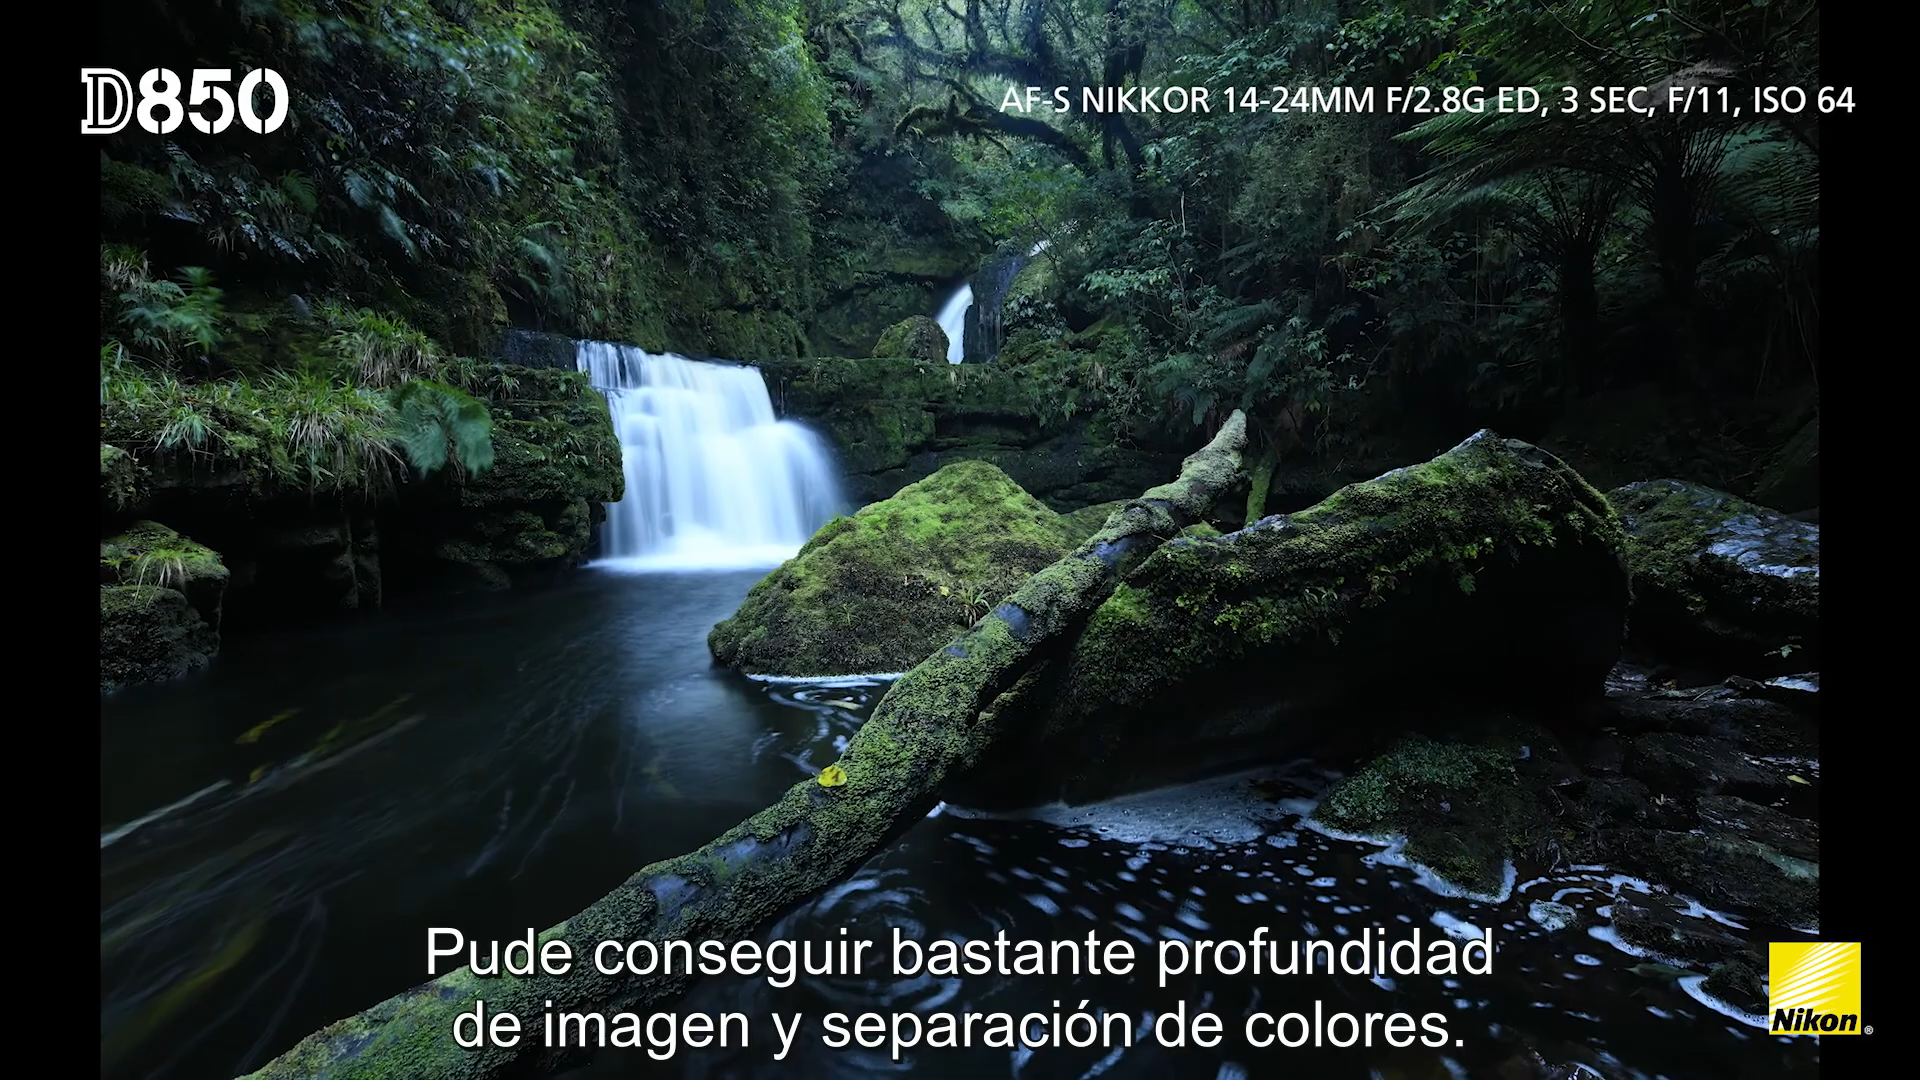 D850
AF-S NIKKOR 14-24MM F/2.8G ED, 3 SEC, F/11, ISO 64
Pude conseguir bastante profundidad
de imagen y separación de colores.
Nikon®